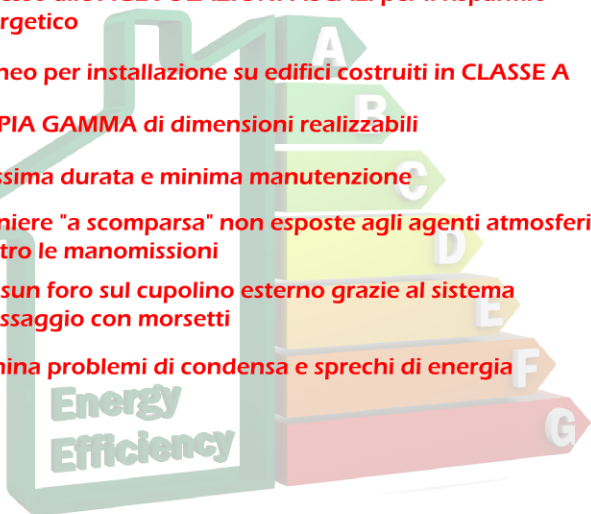 rgetico
neo per installazione su edifici costruiti in CLASSE A
PIA GAMMA di dimensioni realizzabili
ssima durata e minima manutenzione
niere "a scomparsa" non esposte agli agenti atmosferi
tro le manomissioni
sun foro sul cupolino esterno grazie al sistema
ssaggio con morsetti
nina problemi di condensa e sprechi di energia
A
B
C
D
E
F
G
Energy
Efficiency